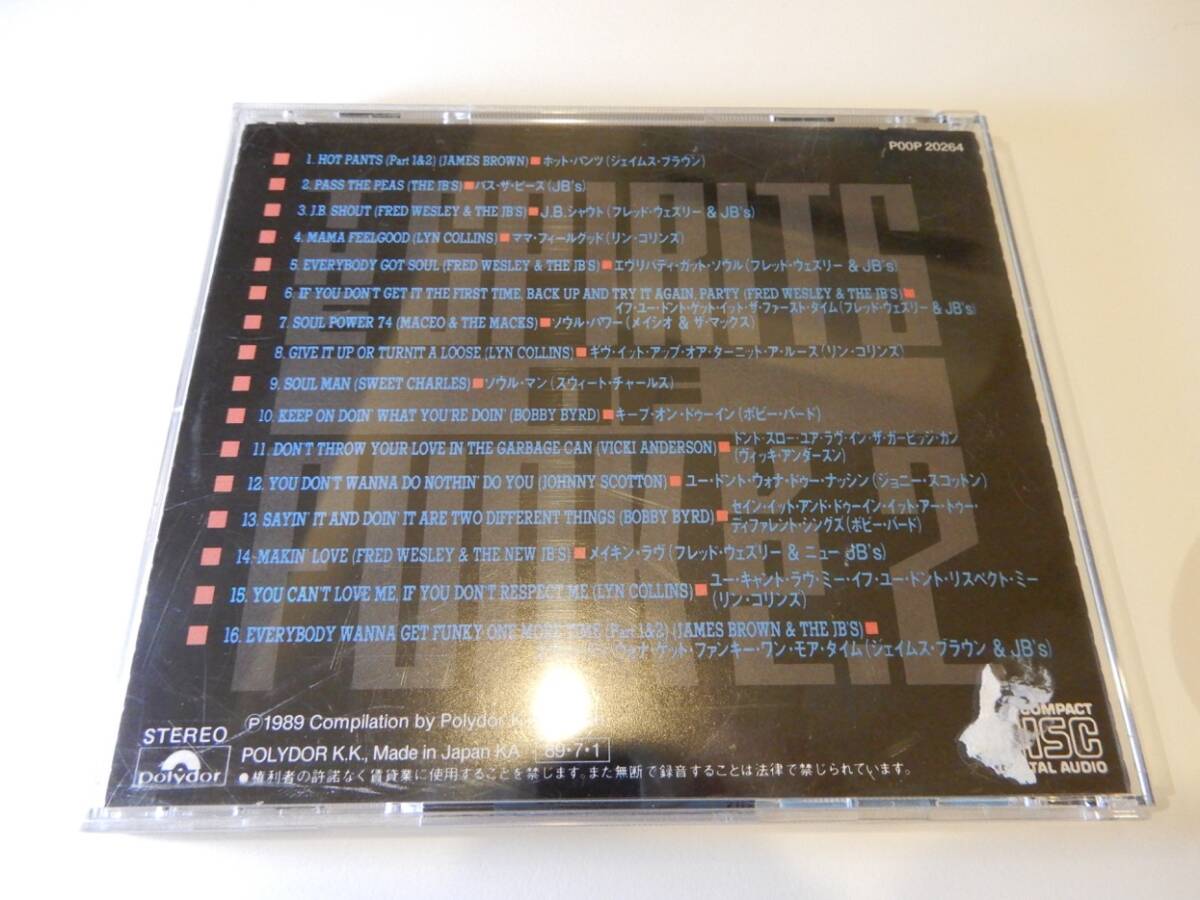 P00P 20264
THE SPIRITS
OF
FUNK 2
1. HOT PANTS (Part 1&2) (JAMES BROWN) ■ ホット・パンツ (ジェイムス・ブラウン)
2. PASS THE PEAS (THE JB'S) ■ パス・ザ・ピーズ (JB's)
3. J.B. SHOUT (FRED WESLEY & THE JB'S) ■ J.B.シャウト (フレッド・ウェズリー & JB's)
4. MAMA FEELGOOD (LYN COLLINS) ■ ママ・フィールグッド (リン・コリンズ)
5. EVERYBODY GOT SOUL (FRED WESLEY & THE JB'S) ■ エヴリバディ・ガット・ソウル (フレッド・ウェズリー & JB's)
6. IF YOU DON'T GET IT THE FIRST TIME, BACK UP AND TRY IT AGAIN, PARTY (FRED WESLEY & THE JB'S) ■
イフ・ユー・ドント・ゲット・イット・ザ・ファースト・タイム (フレッド・ウェズリー & JB's)
7. SOUL POWER 74 (MACEO & THE MACKS) ■ ソウル・パワー (メイシオ & ザ・マックス)
8. GIVE IT UP OR TURNIT A LOOSE (LYN COLLINS) ■ ギヴ・イット・アップ・オア・ターニット・ア・ルーズ (リン・コリンズ)
9. SOUL MAN (SWEET CHARLES) ■ ソウル・マン (スウィート・チャールス)
10. KEEP ON DOIN' WHAT YOU'RE DOIN' (BOBBY BYRD) ■ キープ・オン・ドゥーイン (ボビー・バード)
11. DON'T THROW YOUR LOVE IN THE GARBAGE CAN (VICKI ANDERSON) ■ ドント・スロー・ユア・ラヴ・イン・ザ・ガービッジ・カン
(ヴィッキ・アンダースン)
12. YOU DON'T WANNA DO NOTHIN' DO YOU (JOHNNY SCOTTON) ■ ユー・ドント・ウォナ・ドゥー・ナッシン (ジョニー・スコットン)
13. SAYIN' IT AND DOIN' IT ARE TWO DIFFERENT THINGS (BOBBY BYRD) ■ セイン・イット・アンド・ドゥーイン・イット・アー・トゥー・
ディファレント・シングズ (ボビー・バード)
14. MAKIN' LOVE (FRED WESLEY & THE NEW JB'S) ■ メイキン・ラヴ (フレッド・ウェズリー & ニュー JB's)
15. YOU CAN'T LOVE ME, IF YOU DON'T RESPECT ME (LYN COLLINS) ■ ユー・キャント・ラヴ・ミー・イフ・ユー・ドント・リスペクト・ミー
(リン・コリンズ)
16. EVERYBODY WANNA GET FUNKY ONE MORE TIME (Part 1&2) (JAMES BROWN & THE JB'S) ■
ウォナ・ゲット・ファンキー・ワン・モア・タイム (ジェイムス・ブラウン & JB's)
℗1989 Compilation by Polydor K.
STEREO
POLYDOR K.K., Made in Japan KA 89・7・1
polydor
●権利者の許諾なく賃貸業に使用することを禁じます。また無断で録音することは法律で禁じられています。
COMPACT
DISC
DIGITAL AUDIO